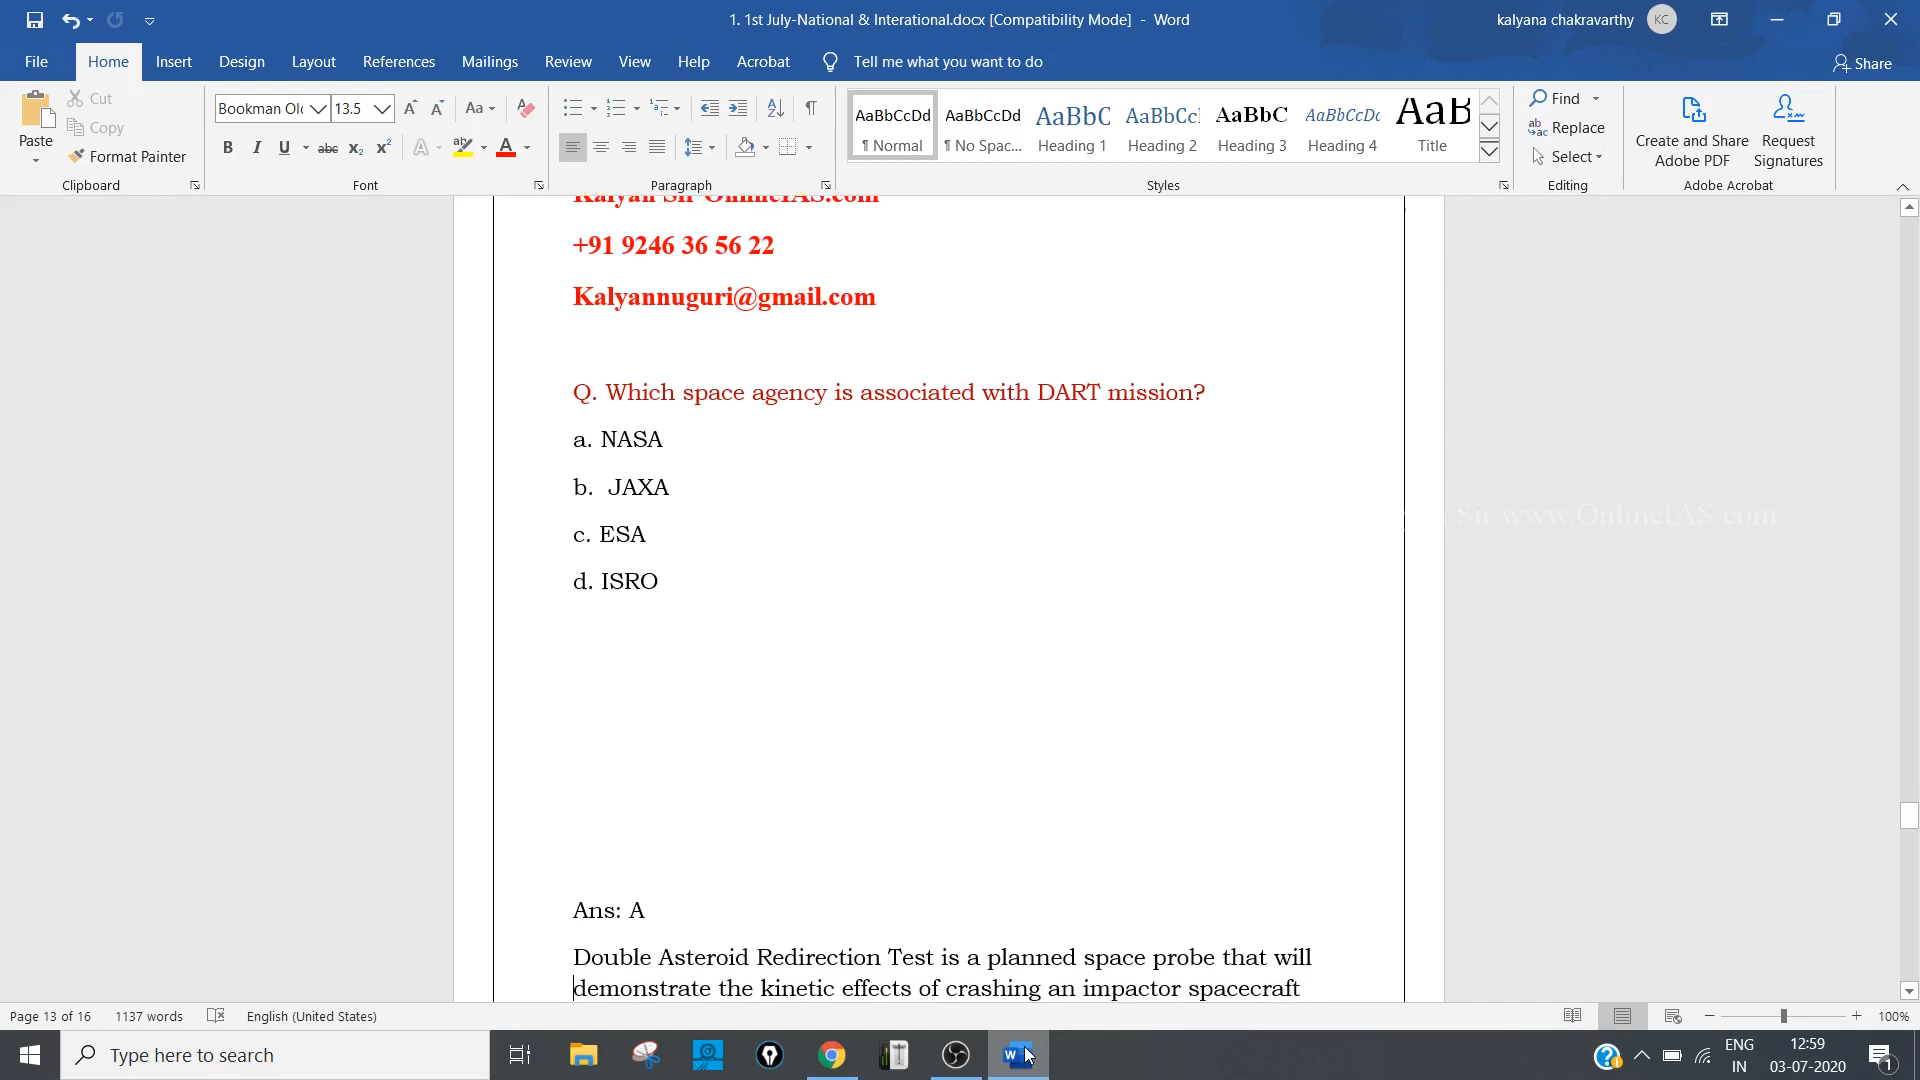 1. 1st July-National & Interational.docx [Compatibility Mode] - Word
kalyana chakravarthy KC
File Home Insert Design Layout References Mailings Review View Help Acrobat Tell me what you want to do Share
Paste
Cut
Copy
Format Painter
Clipboard
Bookman Ol 13.5
Font
Paragraph
AaBbCcDd AaBbCcDd AaBbC AaBbCc AaBbC AaBbCcDc AaB
¶ Normal ¶ No Spac... Heading 1 Heading 2 Heading 3 Heading 4 Title
Styles
Find
Replace
Select
Editing
Create and Share Adobe PDF
Request Signatures
Adobe Acrobat
Kalyan Sir-OnlineIAS.com
+91 9246 36 56 22
Kalyannuguri@gmail.com
Q. Which space agency is associated with DART mission?
a. NASA
b. JAXA
c. ESA
d. ISRO
Sir www.OnlineIAS.com
Ans: A
Double Asteroid Redirection Test is a planned space probe that will
demonstrate the kinetic effects of crashing an impactor spacecraft
Page 13 of 16 1137 words English (United States) 100%
Type here to search
ENG
IN
12:59
03-07-2020
1